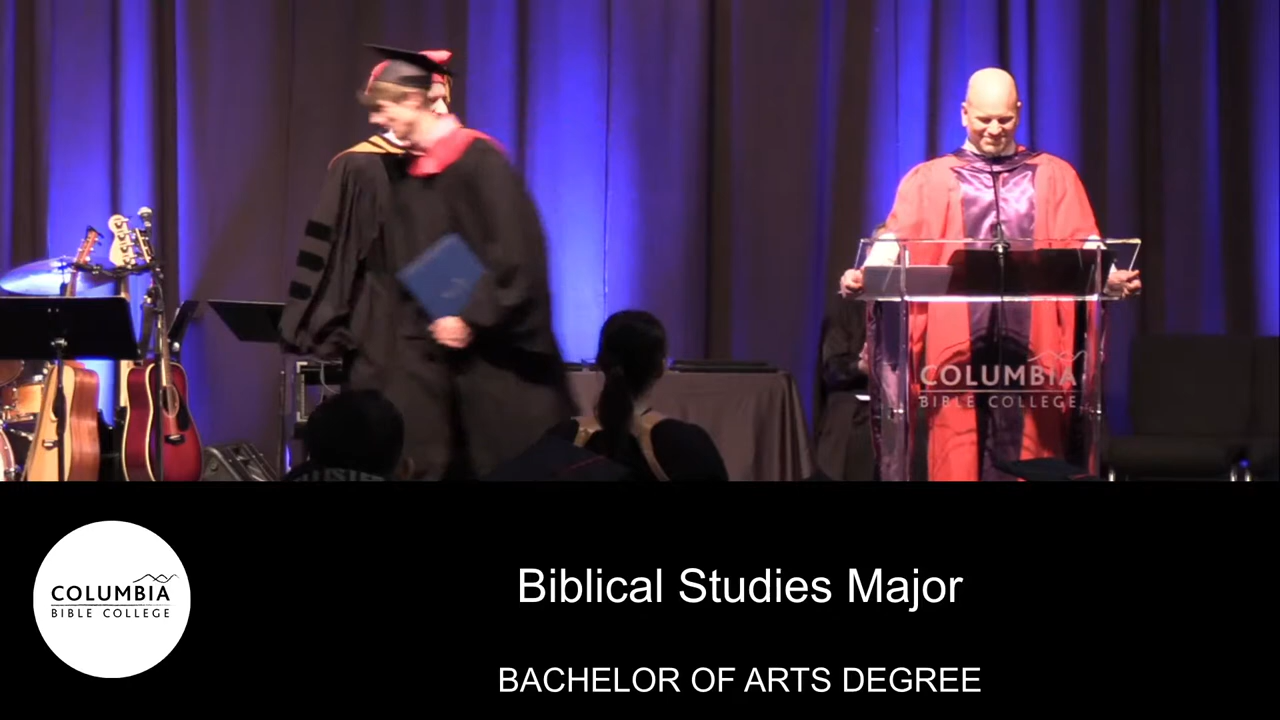 COLUMBIA
BIBLE COLLEGE
COLUMBIA
BIBLE COLLEGE
Biblical Studies Major
BACHELOR OF ARTS DEGREE